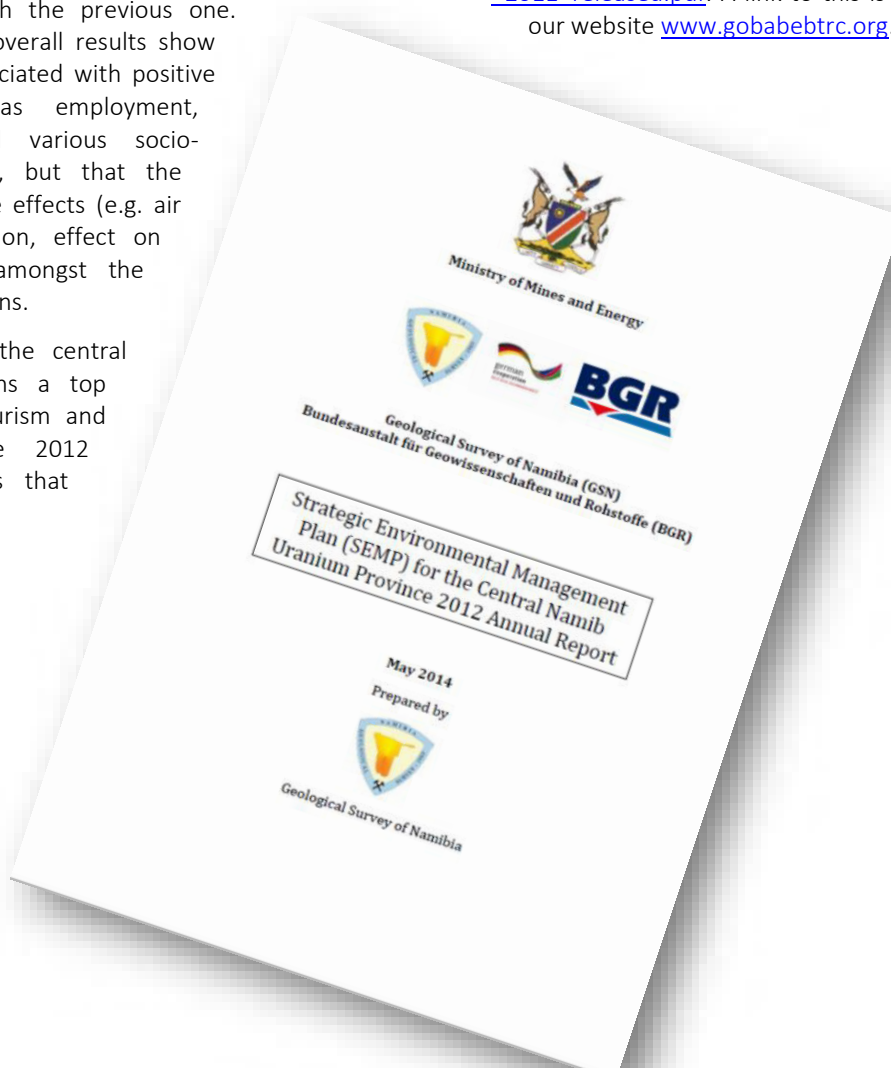 h the previous one.
overall results show
ciated with positive
as employment,
various socio-
, but that the
e effects (e.g. air
on, effect on
amongst the
ns.
the central
ns a top
urism and
e 2012
s that
our website www.gobabebtrc.org.
Ministry of Mines and Energy
NAMIBIA
BGR
Geological Survey of Namibia (GSN)
Bundesanstalt für Geowissenschaften und Rohstoffe (BGR)
Strategic Environmental Management
Plan (SEMP) for the Central Namib
Uranium Province 2012 Annual Report
May 2014
Prepared by
NAMIBIA
Geological Survey of Namibia